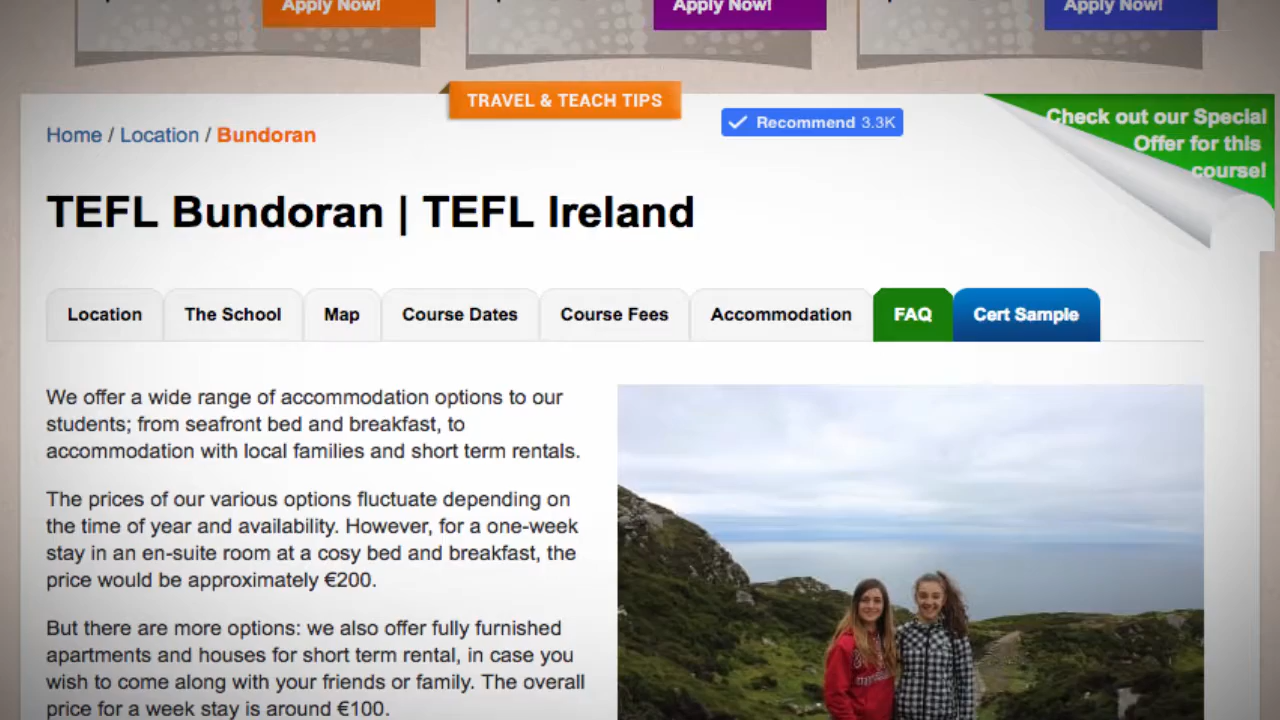 Apply Now! Apply Now! Apply Now!
TRAVEL & TEACH TIPS
Home / Location / Bundoran
Recommend 3.3K
Check out our Special
Offer for this
course!
TEFL Bundoran | TEFL Ireland
Location The School Map Course Dates Course Fees Accommodation FAQ Cert Sample
We offer a wide range of accommodation options to our
students; from seafront bed and breakfast, to
accommodation with local families and short term rentals.
The prices of our various options fluctuate depending on
the time of year and availability. However, for a one-week
stay in an en-suite room at a cosy bed and breakfast, the
price would be approximately €200.
But there are more options: we also offer fully furnished
apartments and houses for short term rental, in case you
wish to come along with your friends or family. The overall
price for a week stay is around €100.